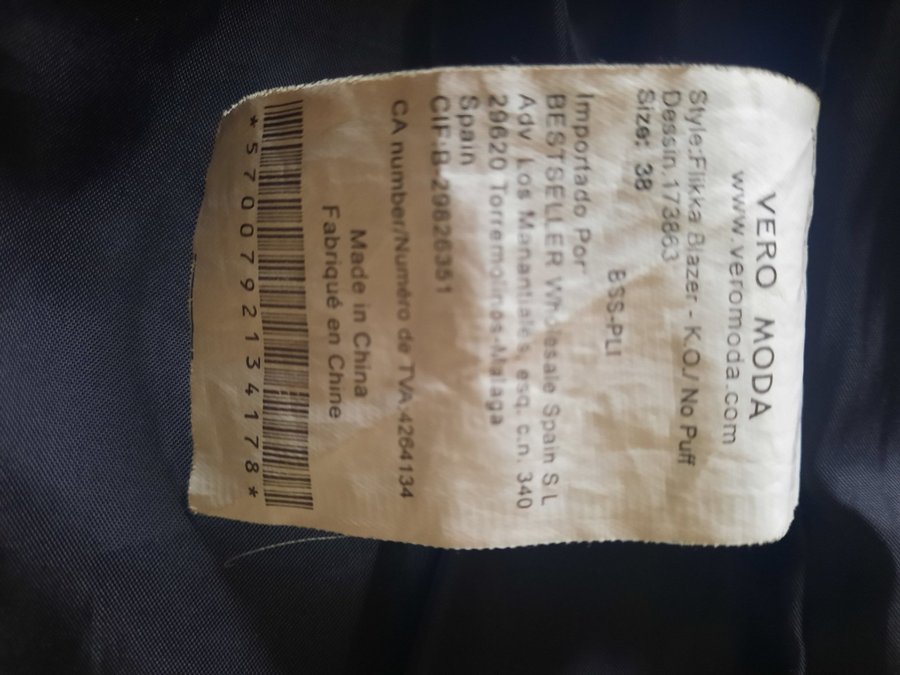 VERO MODA
www.veromoda.com
Style:Flikka Blazer - K.O./ No Puff
Dessin.173863
Size: 38
BSS-PLI
Importado Por
BESTSELLER Wholesale Spain S.L
Adv. Los Manantiales, esq. c.n. 340
29620 Torremolinos-Malaga
Spain
CIF:B-29826351
CA number/Numéro de TVA:4264134
Made in China
Fabriqué en Chine
*5700792134178*